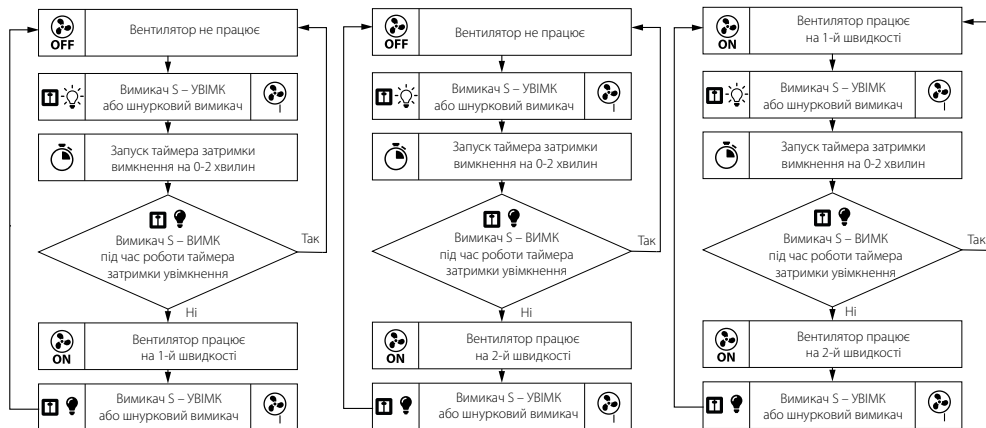 OFF
Вентилятор не працює
Вимикач S – УВІМК
або шнурковий вимикач
Запуск таймера затримки
вимкнення на 0-2 хвилин
Вимикач S – ВИМК
під час роботи таймера
затримки увімкнення
Так
Ні
ON
Вентилятор працює
на 1-й швидкості
Вимикач S – УВІМК
або шнурковий вимикач
OFF
Вентилятор не працює
Вимикач S – УВІМК
або шнурковий вимикач
Запуск таймера затримки
вимкнення на 0-2 хвилин
Вимикач S – ВИМК
під час роботи таймера
затримки увімкнення
Так
Ні
ON
Вентилятор працює
на 2-й швидкості
Вимикач S – УВІМК
або шнурковий вимикач
ON
Вентилятор працює
на 1-й швидкості
Вимикач S – УВІМК
або шнурковий вимикач
Запуск таймера затримки
вимкнення на 0-2 хвилин
Вимикач S – ВИМК
під час роботи таймера
затримки увімкнення
Так
Ні
ON
Вентилятор працює
на 2-й швидкості
Вимикач S – УВІМК
або шнурковий вимикач